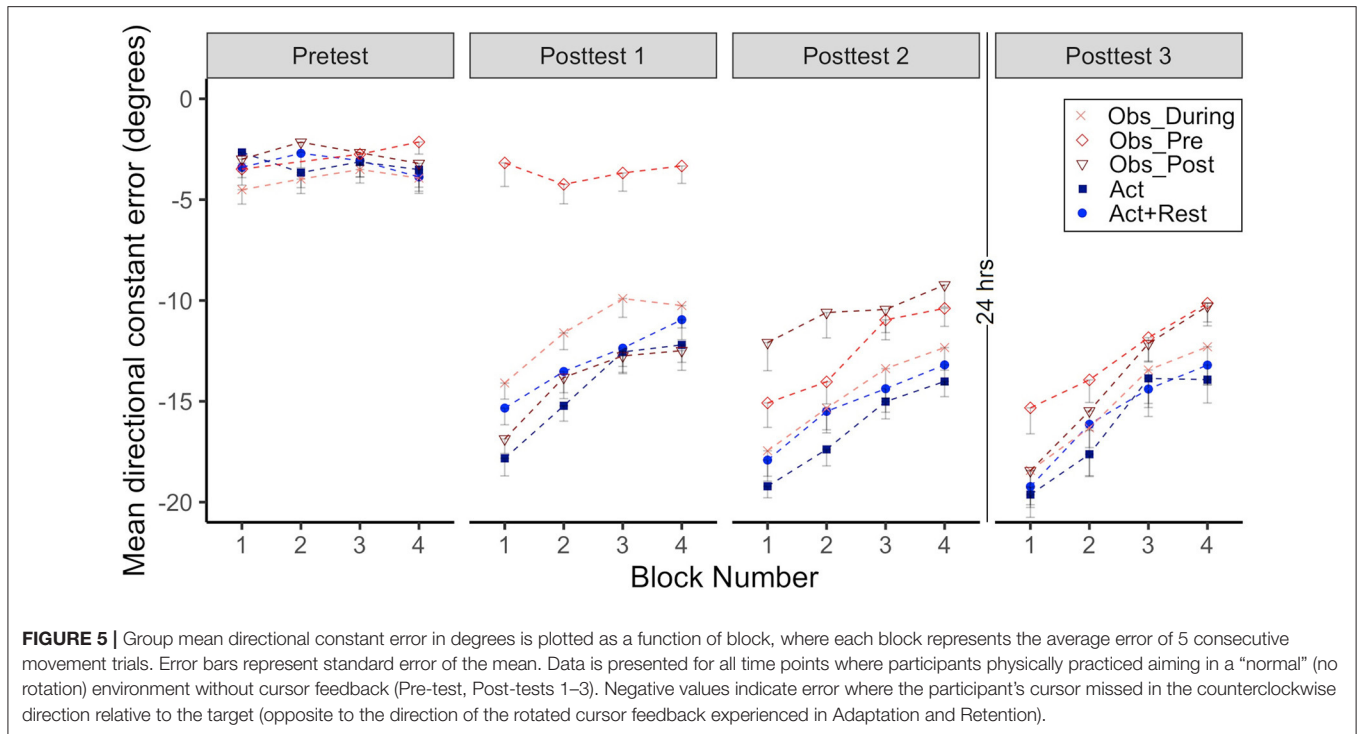 Pretest
Posttest 1
Posttest 2
Posttest 3
Mean directional constant error (degrees)
0
-5
-10
-15
-20
24 hrs
Obs_During
Obs_Pre
Obs_Post
Act
Act+Rest
1 2 3 4
1 2 3 4
1 2 3 4
1 2 3 4
Block Number
FIGURE 5 | Group mean directional constant error in degrees is plotted as a function of block, where each block represents the average error of 5 consecutive
movement trials. Error bars represent standard error of the mean. Data is presented for all time points where participants physically practiced aiming in a “normal” (no
rotation) environment without cursor feedback (Pre-test, Post-tests 1–3). Negative values indicate error where the participant’s cursor missed in the counterclockwise
direction relative to the target (opposite to the direction of the rotated cursor feedback experienced in Adaptation and Retention).